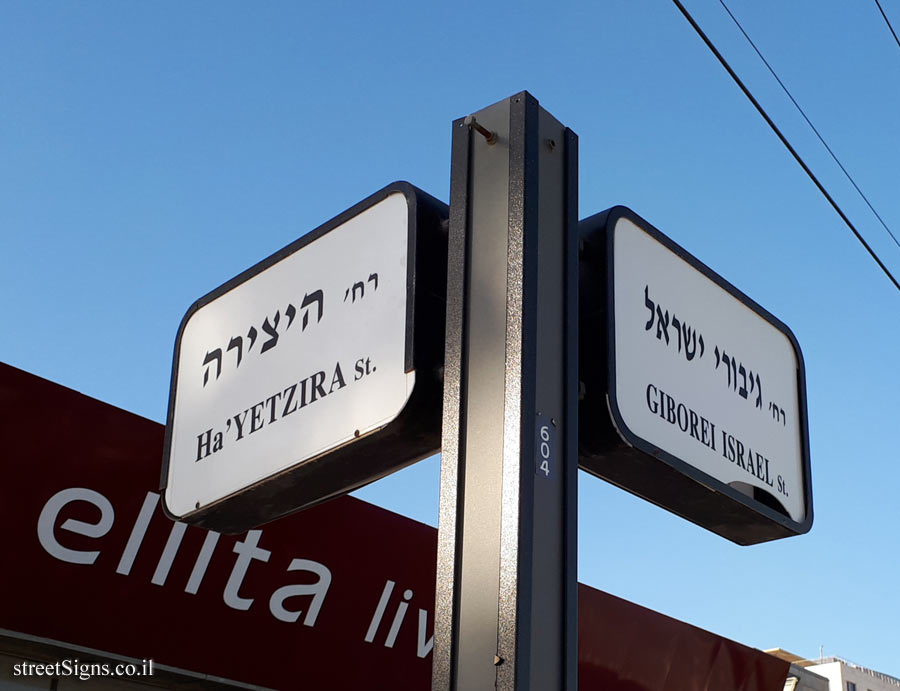 רח' היצירה
Ha'YETZIRA St.
רח' גיבורי ישראל
GIBOREI ISRAEL St.
604
ellita liv
streetSigns.co.il